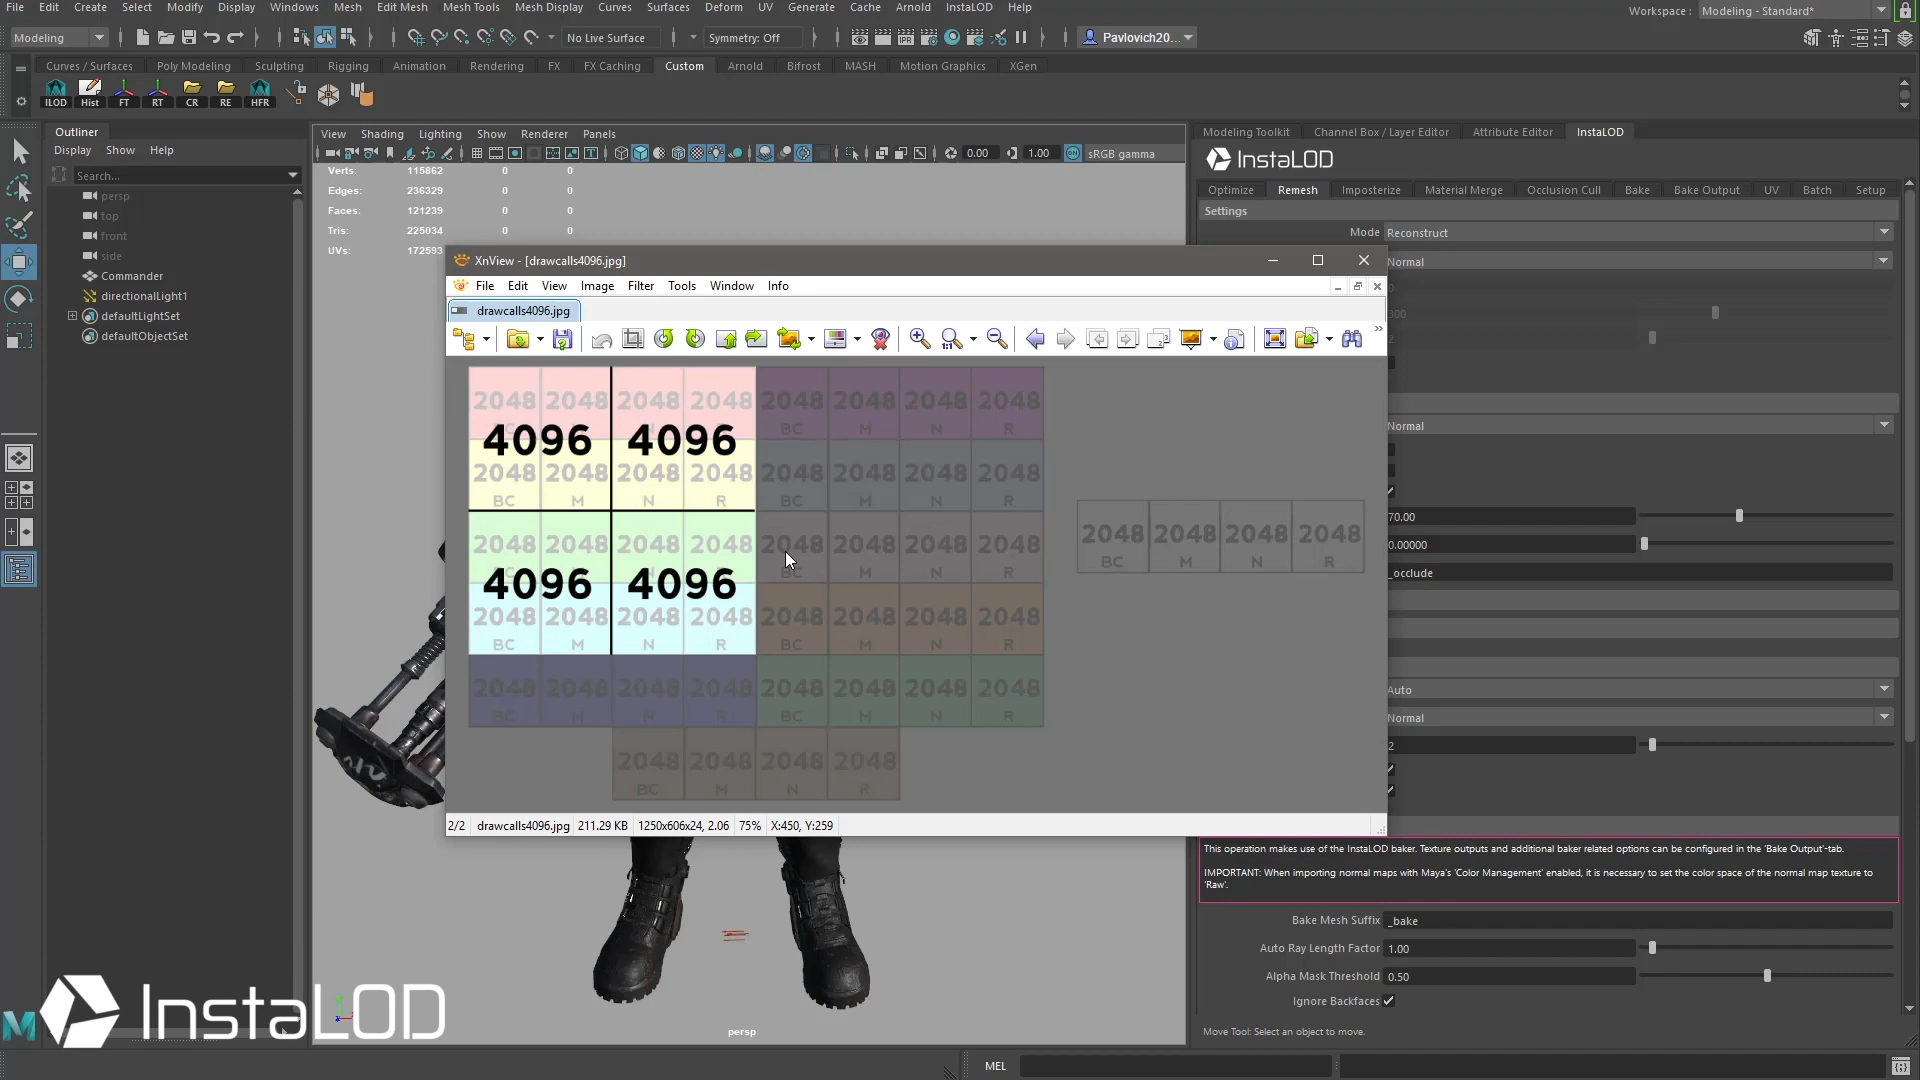 File Edit Create Select Modify Display Windows Mesh Edit Mesh Mesh Tools Mesh Display Curves Surfaces Deform UV Generate Cache Arnold InstaLOD Help
Workspace : Modeling - Standard*
Modeling No Live Surface Symmetry: Off Pavlovich20...
Curves / Surfaces Poly Modeling Sculpting Rigging Animation Rendering FX FX Caching Custom Arnold Bifrost MASH Motion Graphics XGen
ILOD Hist FT RT CR RE HFR
Outliner
Display Show Help
Search...
persp
top
front
side
Commander
directionalLight1
defaultLightSet
defaultObjectSet
View Shading Lighting Show Renderer Panels
0.00 1.00 sRGB gamma
Verts: 115862 0 0
Edges: 236329 0 0
Faces: 121239 0 0
Tris: 225034 0 0
UVs: 172593
XnView - [drawcalls4096.jpg]
File Edit View Image Filter Tools Window Info
drawcalls4096.jpg
2048 2048 2048 2048 2048 2048 2048 2048
BC M N R
4096 4096
2048 2048 2048 2048 2048 2048 2048 2048
BC M N R BC M N R
2048 2048 2048 2048 2048 2048 2048 2048
BC M N R
4096 4096
2048 2048 2048 2048 2048 2048 2048 2048
BC M N R BC M N R
2048 2048 2048 2048 2048 2048 2048 2048
BC M N R BC M N R
2048 2048 2048 2048
BC M N R
2048 2048 2048 2048
BC M N R
2/2 drawcalls4096.jpg 211.29 KB 1250x606x24, 2.06 75% X:450, Y:259
persp
Modeling Toolkit Channel Box / Layer Editor Attribute Editor InstaLOD
InstaLOD
Optimize Remesh Imposterize Material Merge Occlusion Cull Bake Bake Output UV Batch Setup
Settings
Mode Reconstruct
Normal
300
2
Normal
70.00
0.00000
_occlude
Auto
Normal
2
This operation makes use of the InstaLOD baker. Texture outputs and additional baker related options can be configured in the 'Bake Output'-tab.
IMPORTANT: When importing normal maps with Maya's 'Color Management' enabled, it is necessary to set the color space of the normal map texture to
'Raw'.
Bake Mesh Suffix _bake
Auto Ray Length Factor 1.00
Alpha Mask Threshold 0.50
Ignore Backfaces
Move Tool: Select an object to move.
InstaLOD
MEL